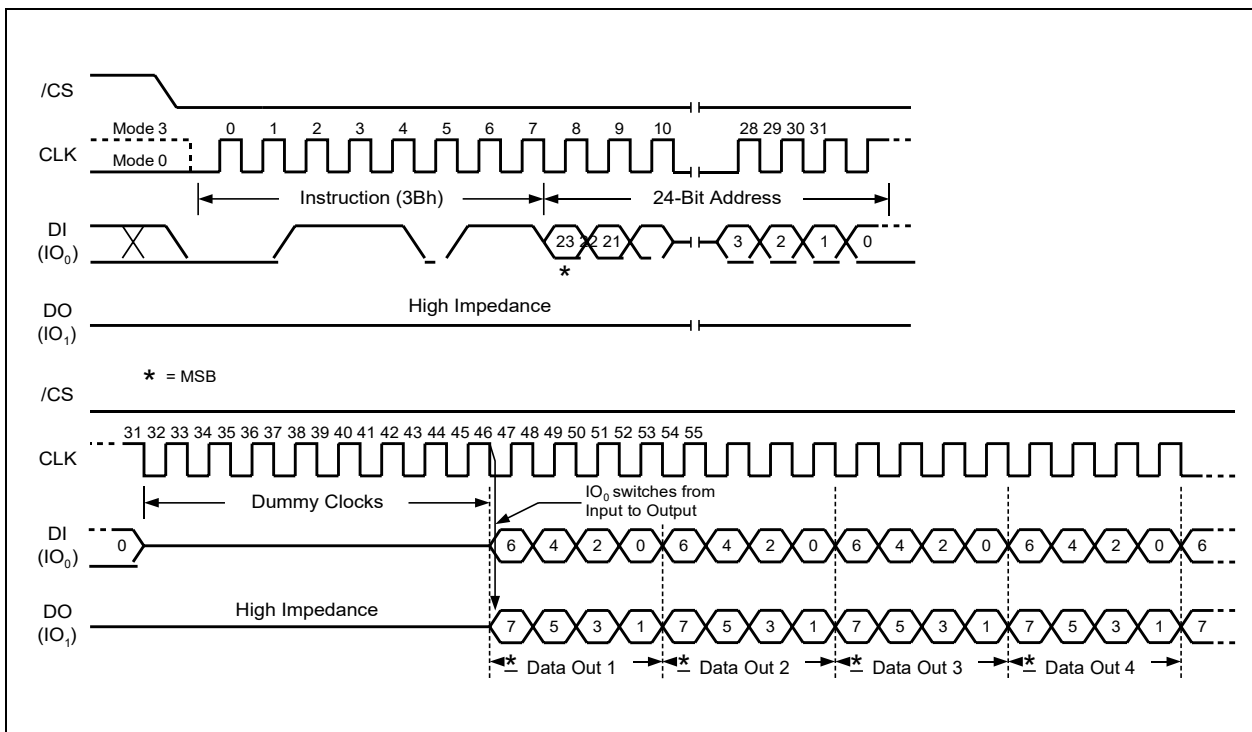 /CS
Mode 3
0 1 2 3 4 5 6 7 8 9 10 28 29 30 31
CLK
Mode 0
Instruction (3Bh) 24-Bit Address
DI
(IO0)
23 22 21 3 2 1 0
*
High Impedance
DO
(IO1)
* = MSB
/CS
31 32 33 34 35 36 37 38 39 40 41 42 43 44 45 46 47 48 49 50 51 52 53 54 55
CLK
Dummy Clocks
IO0 switches from
Input to Output
DI
(IO0)
0 6 4 2 0 6 4 2 0 6 4 2 0 6 4 2 0 6
High Impedance
DO
(IO1)
7 5 3 1 7 5 3 1 7 5 3 1 7 5 3 1 7
* Data Out 1 * Data Out 2 * Data Out 3 * Data Out 4